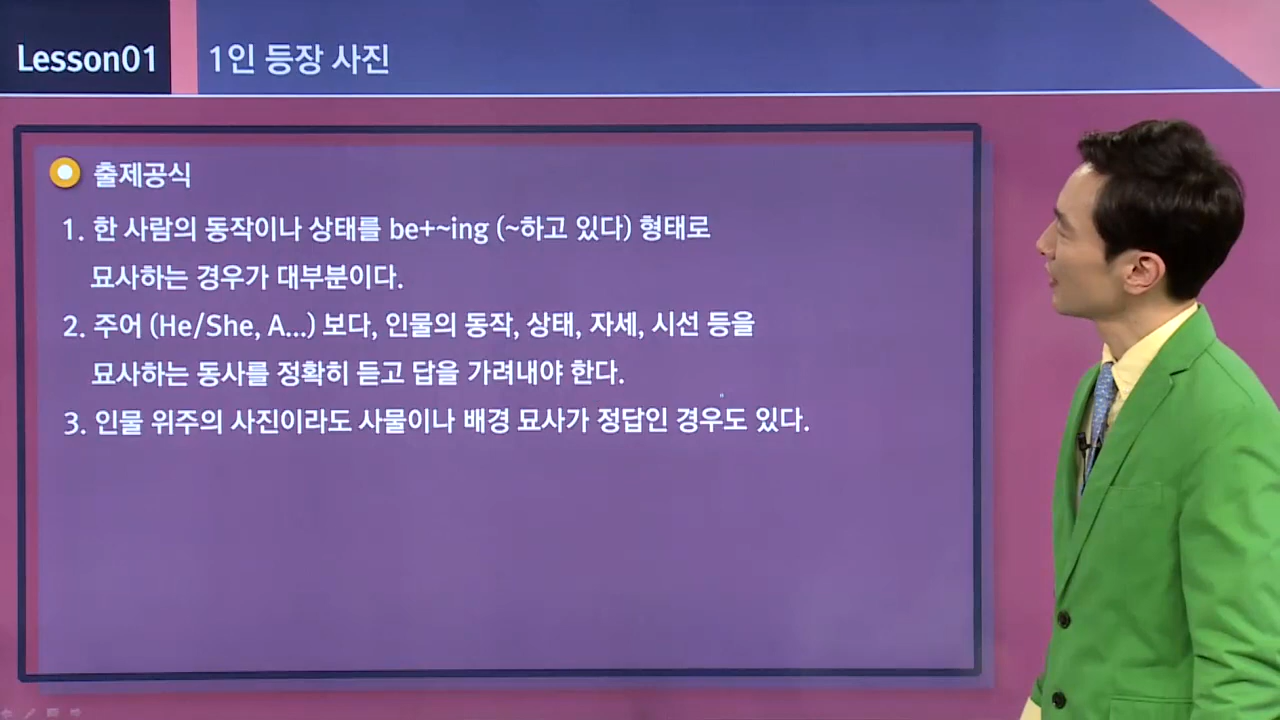 Lesson01
1인 등장 사진
출제공식
1. 한 사람의 동작이나 상태를 be+~ing (~하고 있다) 형태로
묘사하는 경우가 대부분이다.
2. 주어 (He/She, A...) 보다, 인물의 동작, 상태, 자세, 시선 등을
묘사하는 동사를 정확히 듣고 답을 가려내야 한다.
3. 인물 위주의 사진이라도 사물이나 배경 묘사가 정답인 경우도 있다.